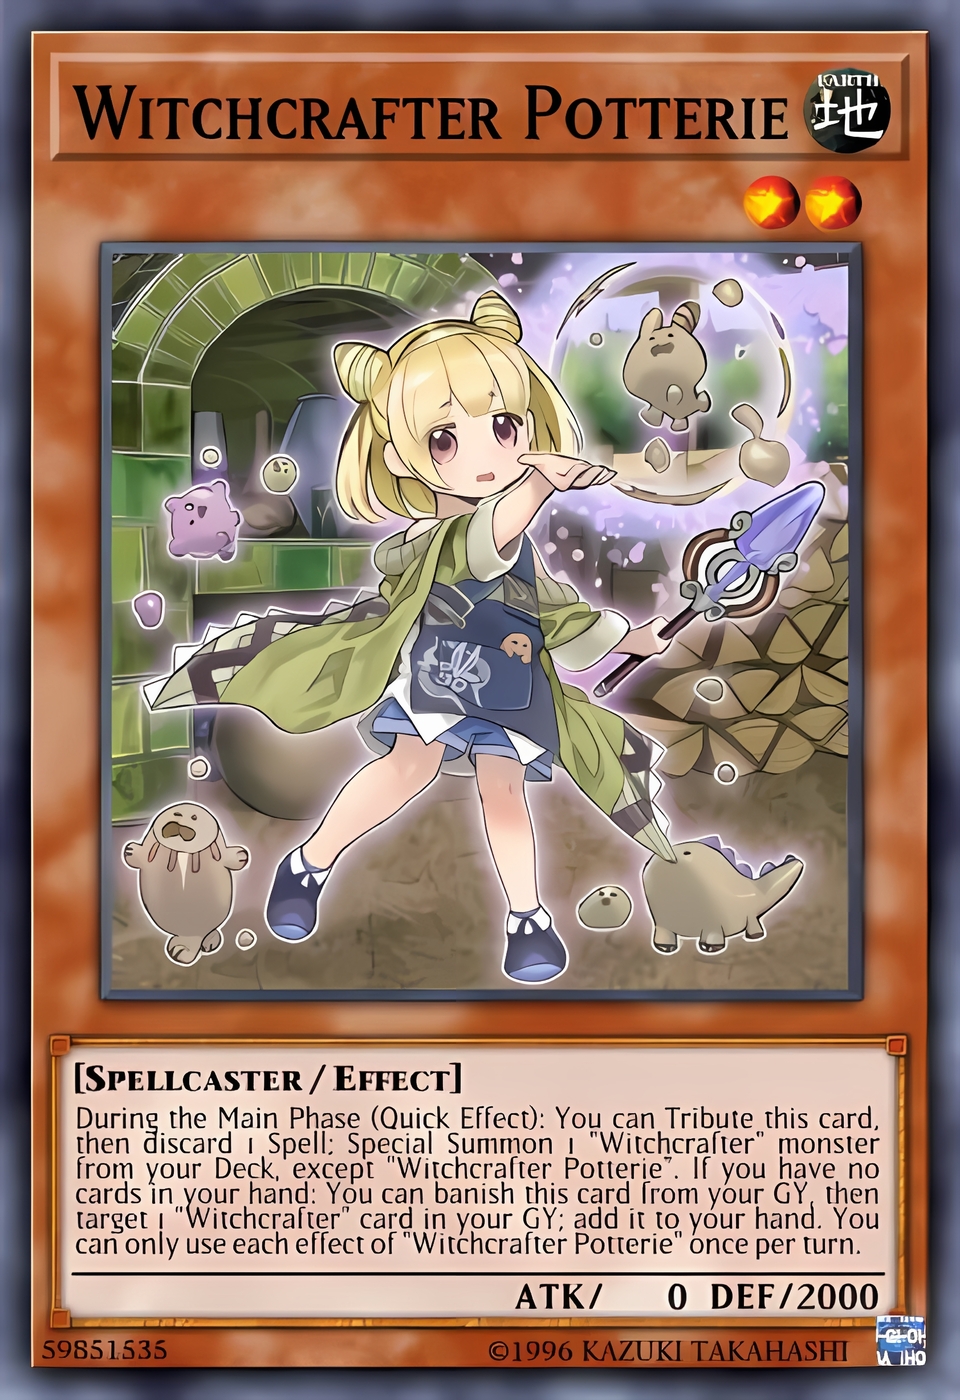 Witchcrafter Potterie
EARTH
地
[Spellcaster / Effect]
During the Main Phase (Quick Effect): You can Tribute this card,
then discard 1 Spell; Special Summon 1 "Witchcrafter" monster
from your Deck, except "Witchcrafter Potterie". If you have no
cards in your hand: You can banish this card from your GY, then
target 1 "Witchcrafter" card in your GY; add it to your hand. You
can only use each effect of "Witchcrafter Potterie" once per turn.
ATK/ 0 DEF/2000
59851535 ©1996 KAZUKI TAKAHASHI